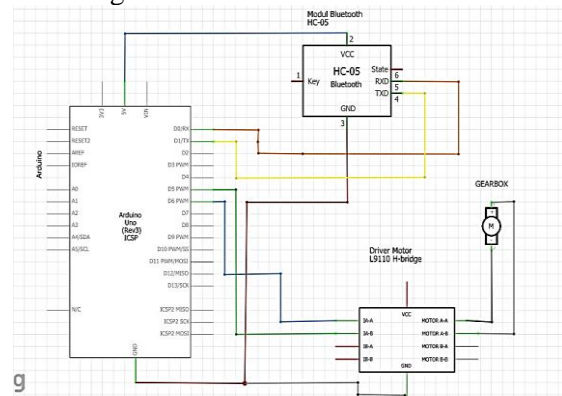 Modul Bluetooth
HC-05
2
VCC
HC-05
Bluetooth
1
Key
State
RXD
6
TXD
5
4
GND
3
3V3
5V
VIN
Arduino
RESET
RESET2
AREF
IOREF
A0
A1
A2
A3
A4/SDA
A5/SCL
N/C
Arduino
Uno
(Rev3)
ICSP
D0/RX
D1/TX
D2
D3 PWM
D4
D5 PWM
D6 PWM
D7
D8
D9 PWM
D10 PWM/SS
D11 PWM/MOSI
D12/MISO
D13/SCK
ICSP2 MISO
ICSP2 SCK
ICSP2 MOSI
GND
GEARBOX
M
Driver Motor
L9110 H-bridge
VCC
IA-A
IA-B
IB-A
IB-B
MOTOR A-A
MOTOR A-B
MOTOR B-A
MOTOR B-B
GND
g